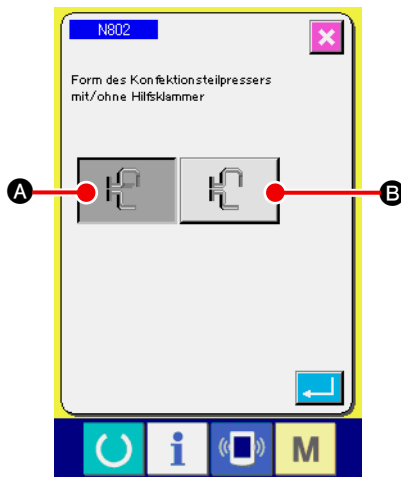 N802
Form des Konfektionsteilpressers
mit/ohne Hilfsklammer
A
B
i
M